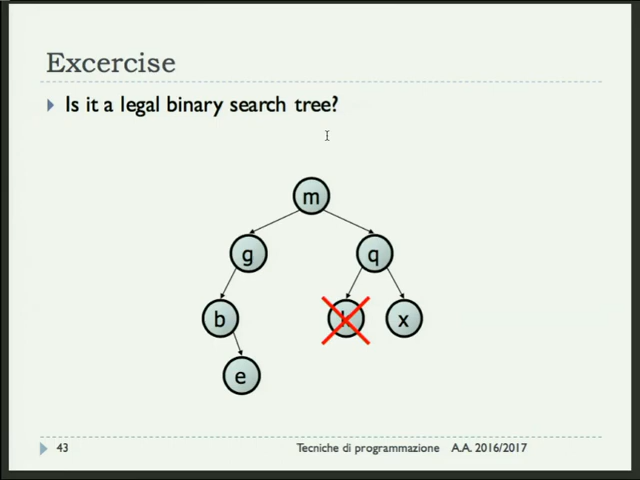 Excercise
Is it a legal binary search tree?
m
g
q
b
x
e
43
Tecniche di programmazione A.A. 2016/2017